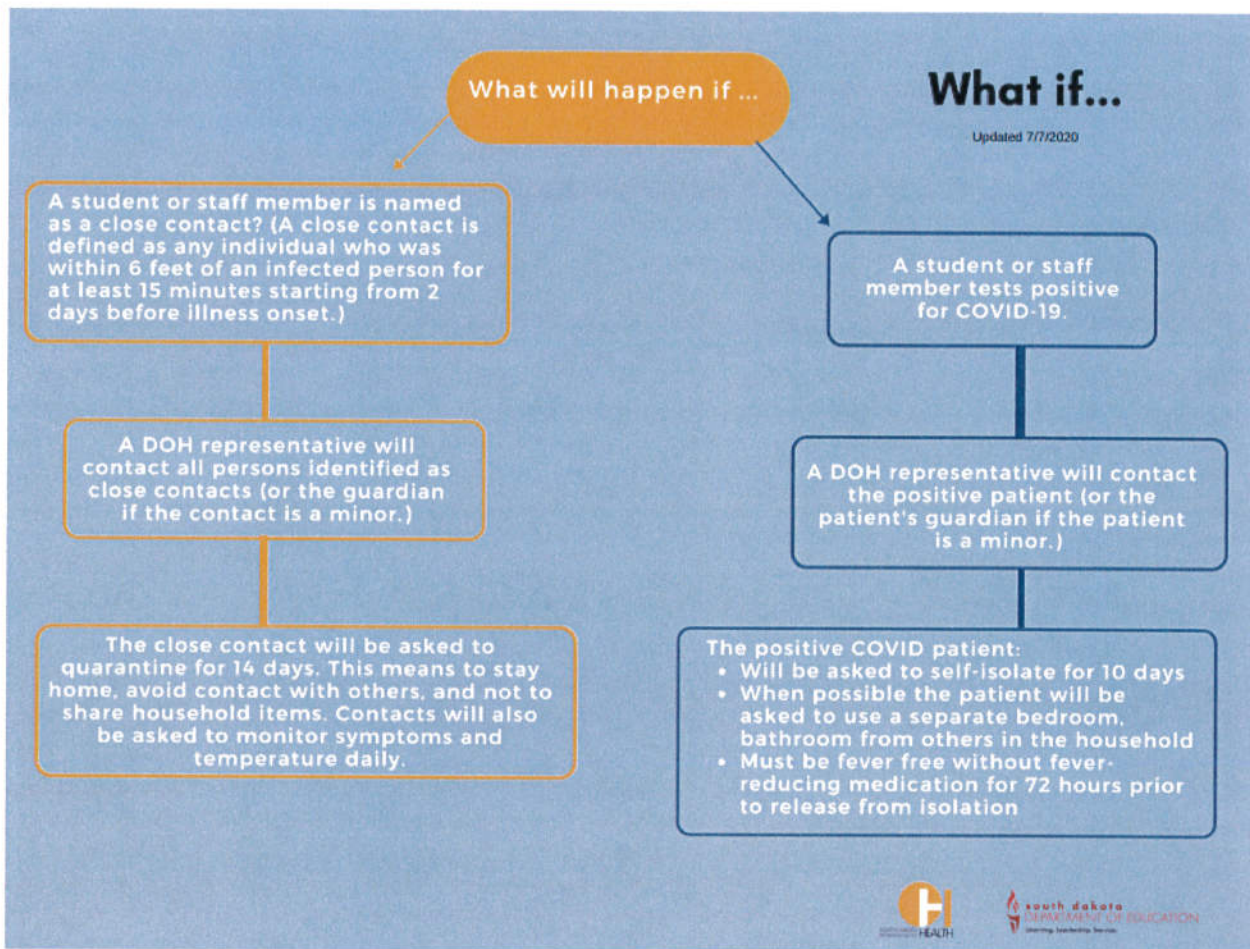 What will happen if ...
What if...
Updated 7/7/2020
A student or staff member is named
as a close contact? (A close contact is
defined as any individual who was
within 6 feet of an infected person for
at least 15 minutes starting from 2
days before illness onset.)
A DOH representative will
contact all persons identified as
close contacts (or the guardian
if the contact is a minor.)
The close contact will be asked to
quarantine for 14 days. This means to stay
home, avoid contact with others, and not to
share household items. Contacts will also
be asked to monitor symptoms and
temperature daily.
A student or staff
member tests positive
for COVID-19.
A DOH representative will contact
the positive patient (or the
patient's guardian if the patient
is a minor.)
The positive COVID patient:
• Will be asked to self-isolate for 10 days
• When possible the patient will be
asked to use a separate bedroom,
bathroom from others in the household
• Must be fever free without fever-
reducing medication for 72 hours prior
to release from isolation
HEALTH
south dakota
DEPARTMENT OF EDUCATION
Learning. Leadership. Service.